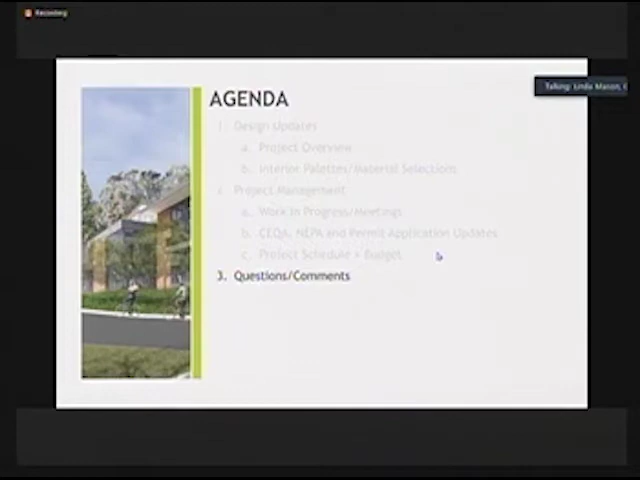 Recording
Talking: Linda Mason,
AGENDA
1. Design Updates
a. Project Overview
b. Interior Palettes/Material Selections
2. Project Management
a. Work in Progress/Meetings
b. CEQA, NEPA and Permit Application Updates
c. Project Schedule + Budget
3. Questions/Comments